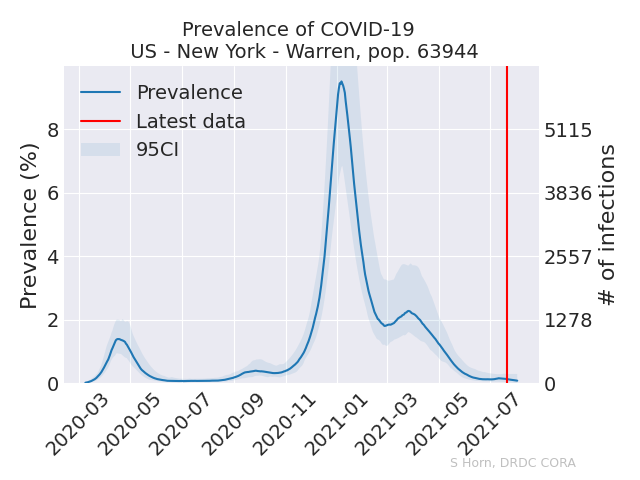 Prevalence of COVID-19
US - New York - Warren, pop. 63944
Prevalence
Latest data
95CI
Prevalence (%)
8
6
4
2
0
5115
3836
2557
1278
0
# of infections
2020-03
2020-05
2020-07
2020-09
2020-11
2021-01
2021-03
2021-05
2021-07
S Horn, DRDC CORA